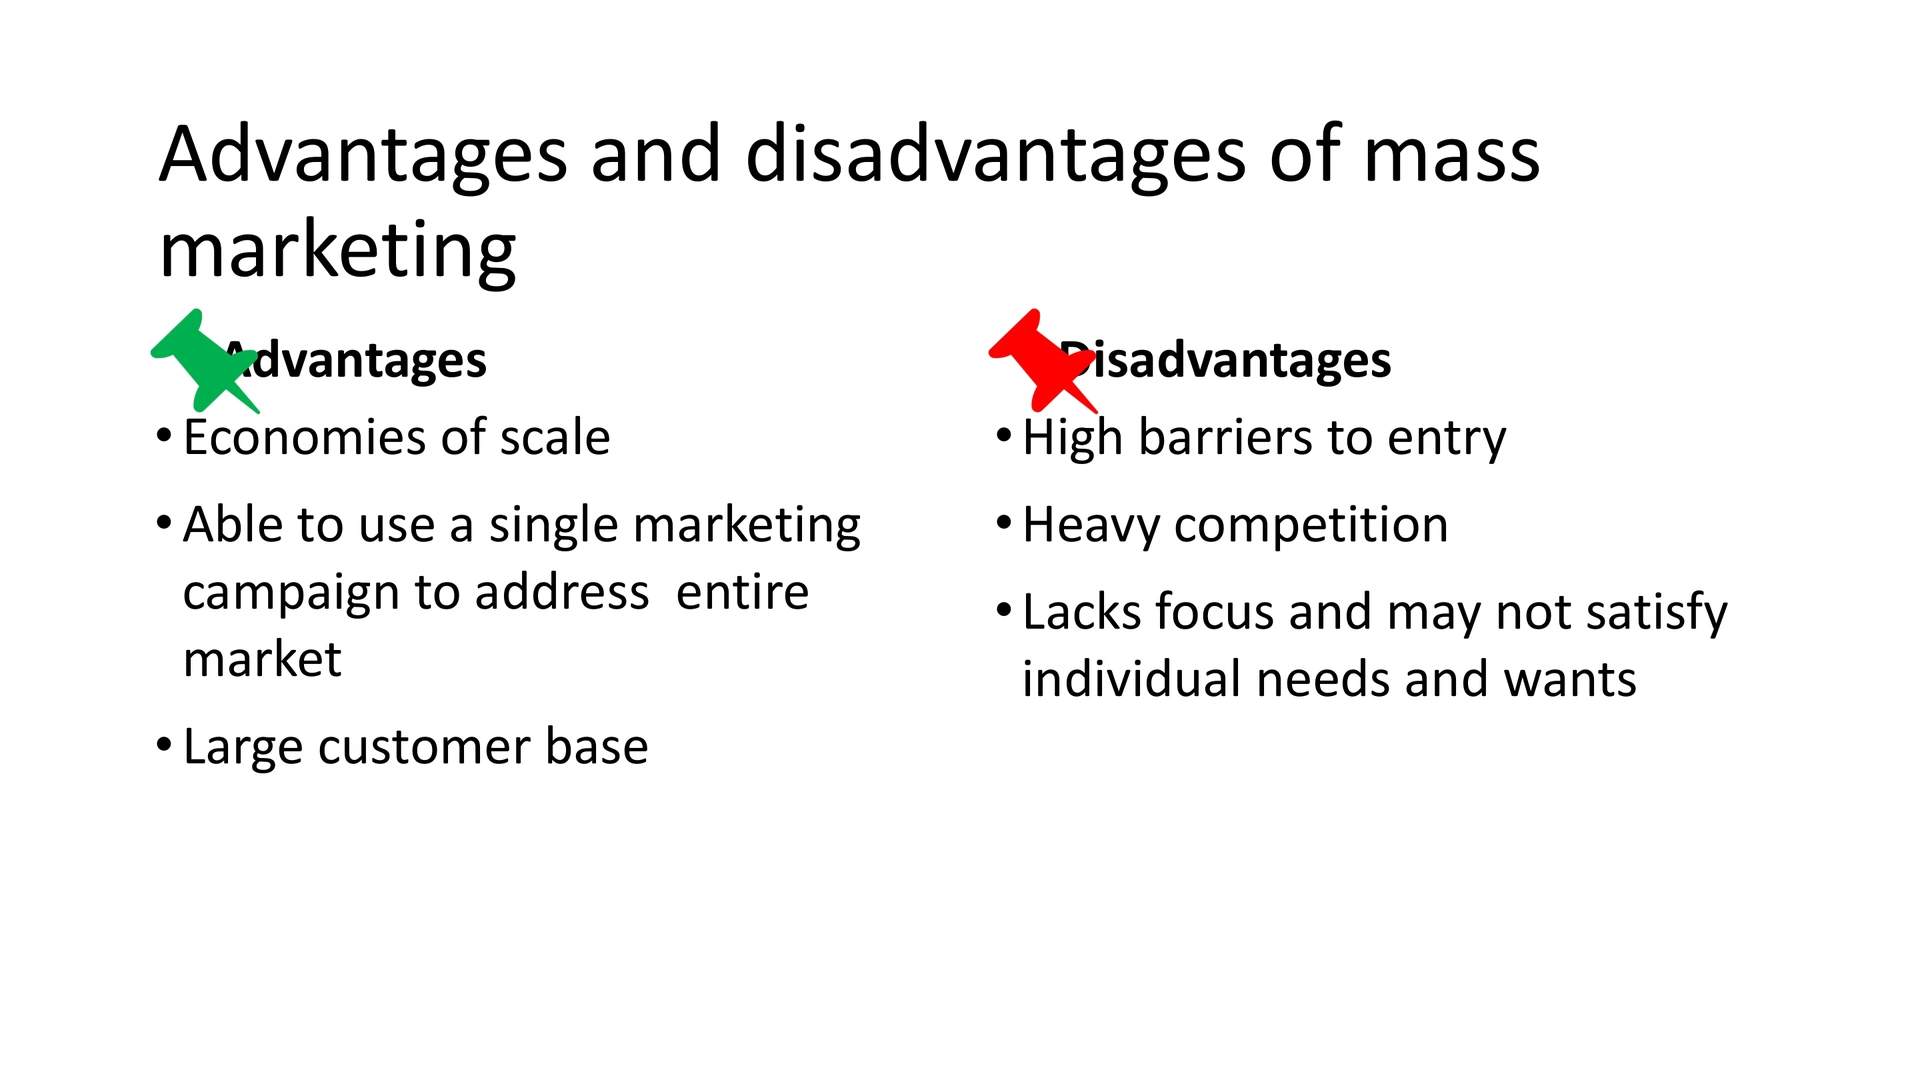 Advantages and disadvantages of mass
marketing
Advantages
• Economies of scale
• Able to use a single marketing
campaign to address  entire
market
• Large customer base
Disadvantages
• High barriers to entry
• Heavy competition
• Lacks focus and may not satisfy
individual needs and wants